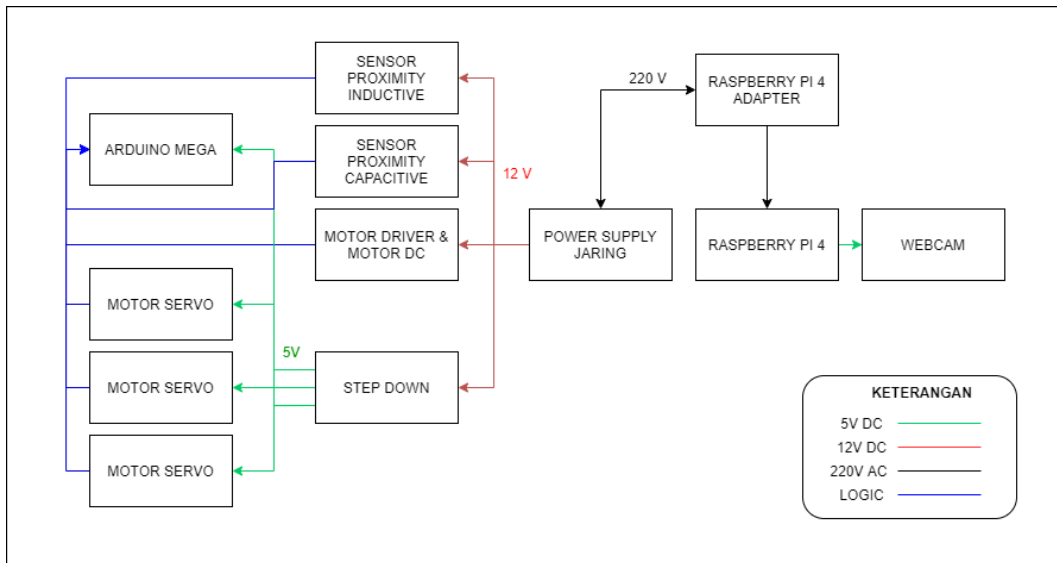 SENSOR
PROXIMITY
INDUCTIVE
220 V
RASPBERRY PI 4
ADAPTER
ARDUINO MEGA
SENSOR
PROXIMITY
CAPACITIVE
12 V
MOTOR DRIVER &
MOTOR DC
POWER SUPPLY
JARING
RASPBERRY PI 4
WEBCAM
MOTOR SERVO
5V
MOTOR SERVO
STEP DOWN
MOTOR SERVO
KETERANGAN
5V DC
12V DC
220V AC
LOGIC